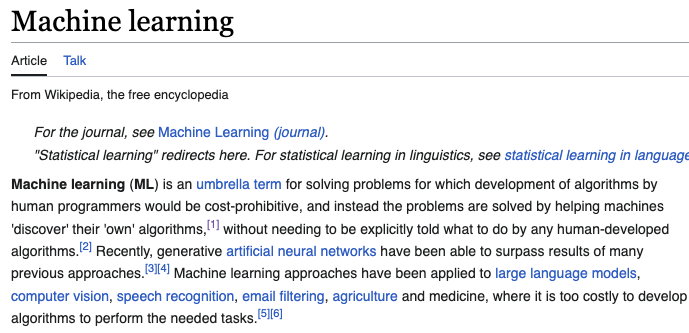 Machine learning
Article Talk
From Wikipedia, the free encyclopedia
For the journal, see Machine Learning (journal).
"Statistical learning" redirects here. For statistical learning in linguistics, see statistical learning in language
Machine learning (ML) is an umbrella term for solving problems for which development of algorithms by
human programmers would be cost-prohibitive, and instead the problems are solved by helping machines
'discover' their 'own' algorithms,[1] without needing to be explicitly told what to do by any human-developed
algorithms.[2] Recently, generative artificial neural networks have been able to surpass results of many
previous approaches.[3][4] Machine learning approaches have been applied to large language models,
computer vision, speech recognition, email filtering, agriculture and medicine, where it is too costly to develop
algorithms to perform the needed tasks.[5][6]